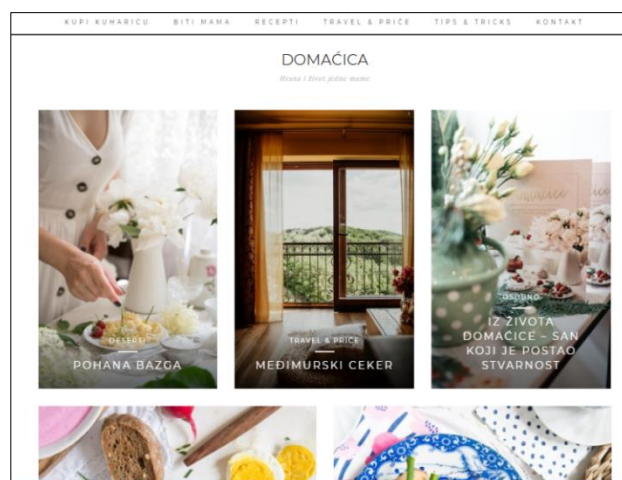 KUPI KUHARICU BITI MAMA RECEPTI TRAVEL & PRIČE TIPS & TRICKS KONTAKT
DOMAĆICA
Hrana i život jedne mame
DESERTI
POHANA BAZGA
TRAVEL & PRIČE
MEĐIMURSKI CEKER
OSOBNO
IZ ŽIVOTA
DOMAĆICE – SAN
KOJI JE POSTAO
STVARNOST